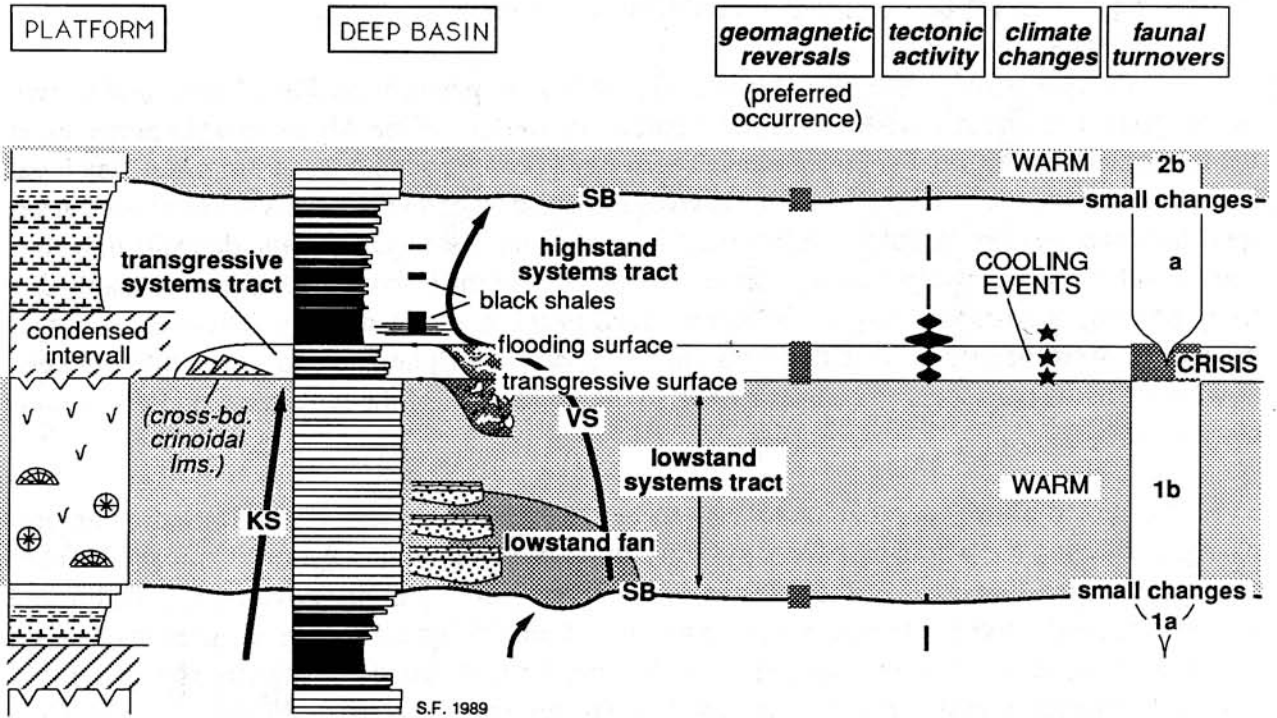 PLATFORM
DEEP BASIN
geomagnetic
reversals
(preferred
occurrence)
tectonic
activity
climate
changes
faunal
turnovers
WARM
2b
SB
small changes
highstand
systems tract
a
transgressive
systems tract
COOLING
EVENTS
black shales
condensed
intervall
flooding surface
CRISIS
transgressive surface
(cross-bd.
crinoidal
lms.)
VS
lowstand
systems tract
WARM
1b
KS
lowstand fan
SB
small changes
1a
S.F. 1989